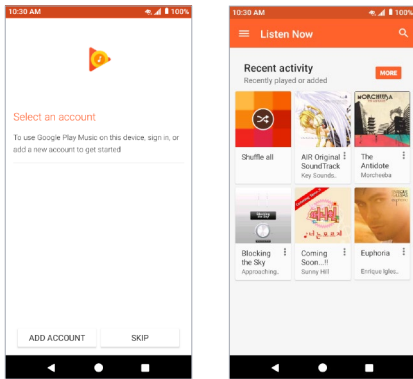 10:30 AM
100%
Select an account
To use Google Play Music on this device, sign in, or
add a new account to get started
ADD ACCOUNT
SKIP
10:30 AM
100%
Listen Now
Recent activity
Recently played
or added
MORE
MORCHEEBA
Shuffle all
AIR Original
SoundTrack
Key Sounds.
The
Antidote
Morcheeba
Blocking
the Sky
Approaching.
Coming
Soon...!!
Sunny Hill
Euphoria
Enrique Igles..